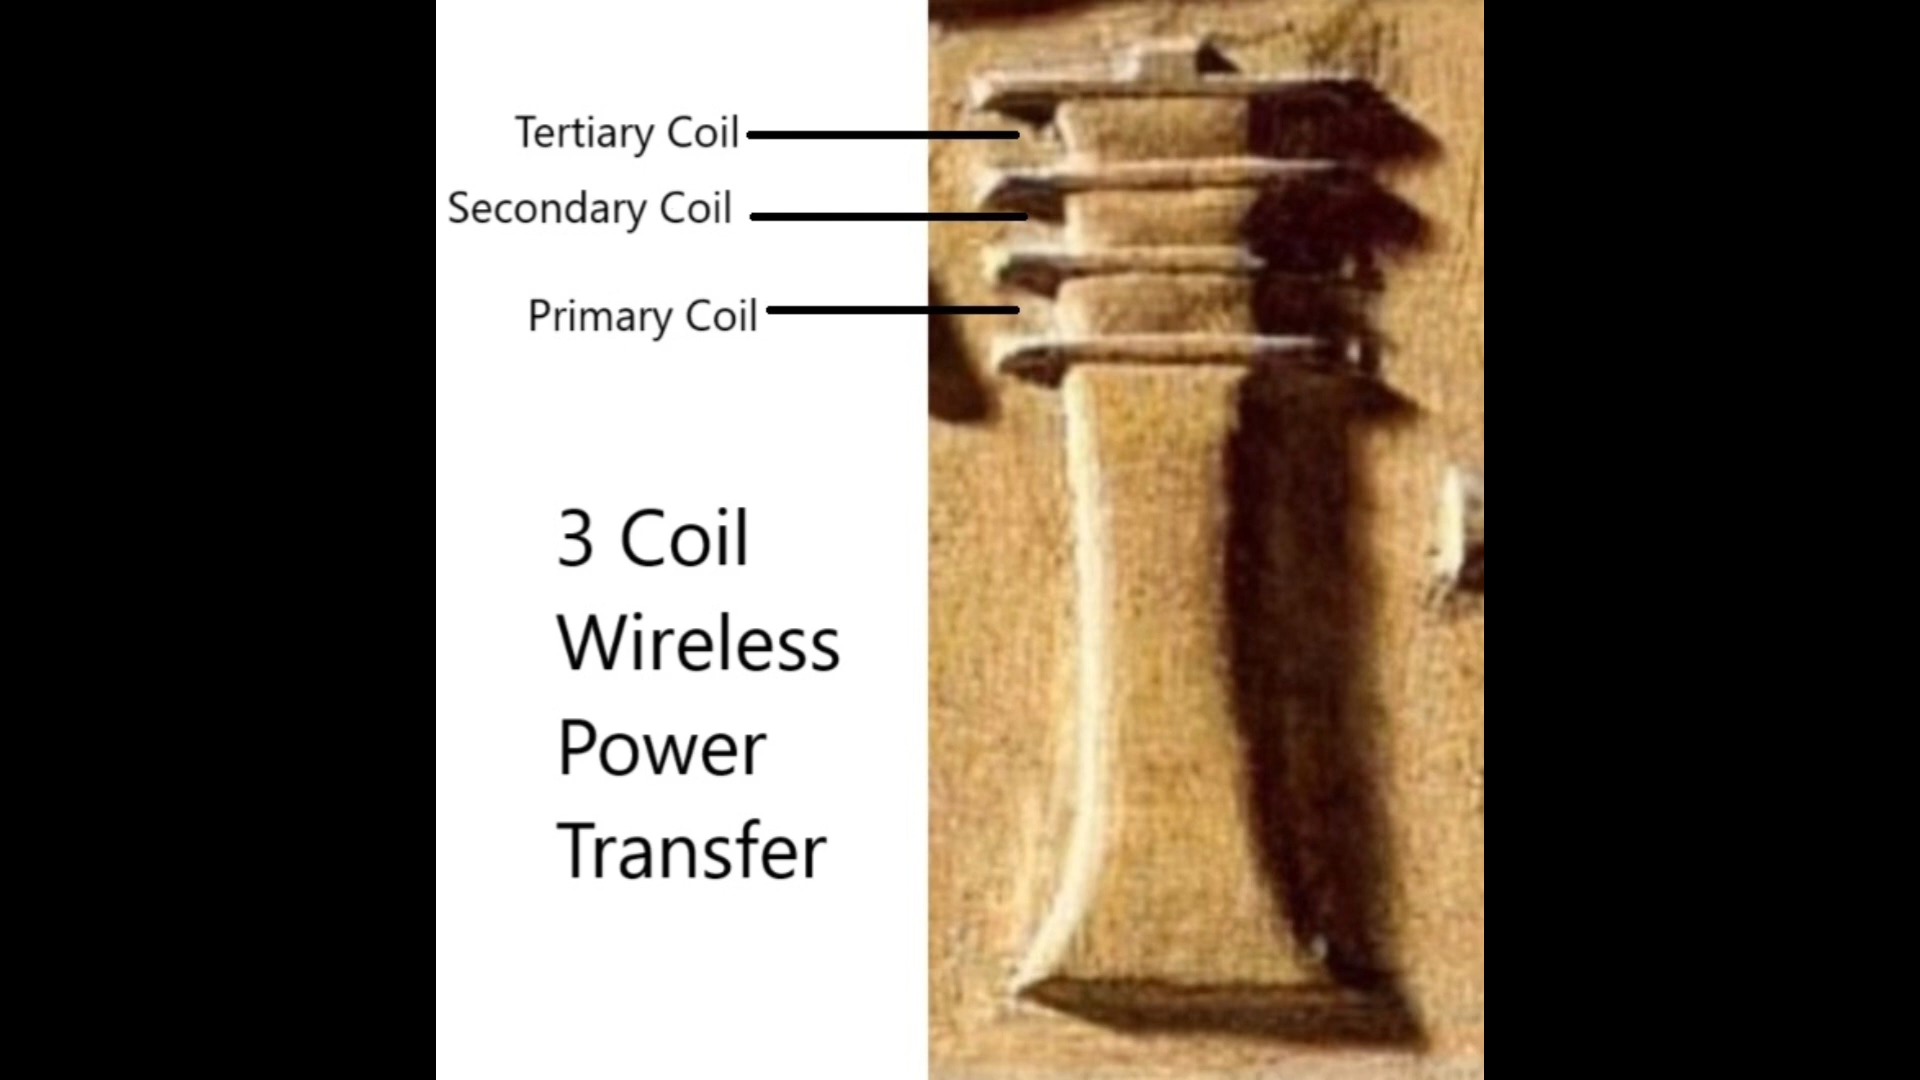 Tertiary Coil
Secondary Coil
Primary Coil
3 Coil
Wireless
Power
Transfer